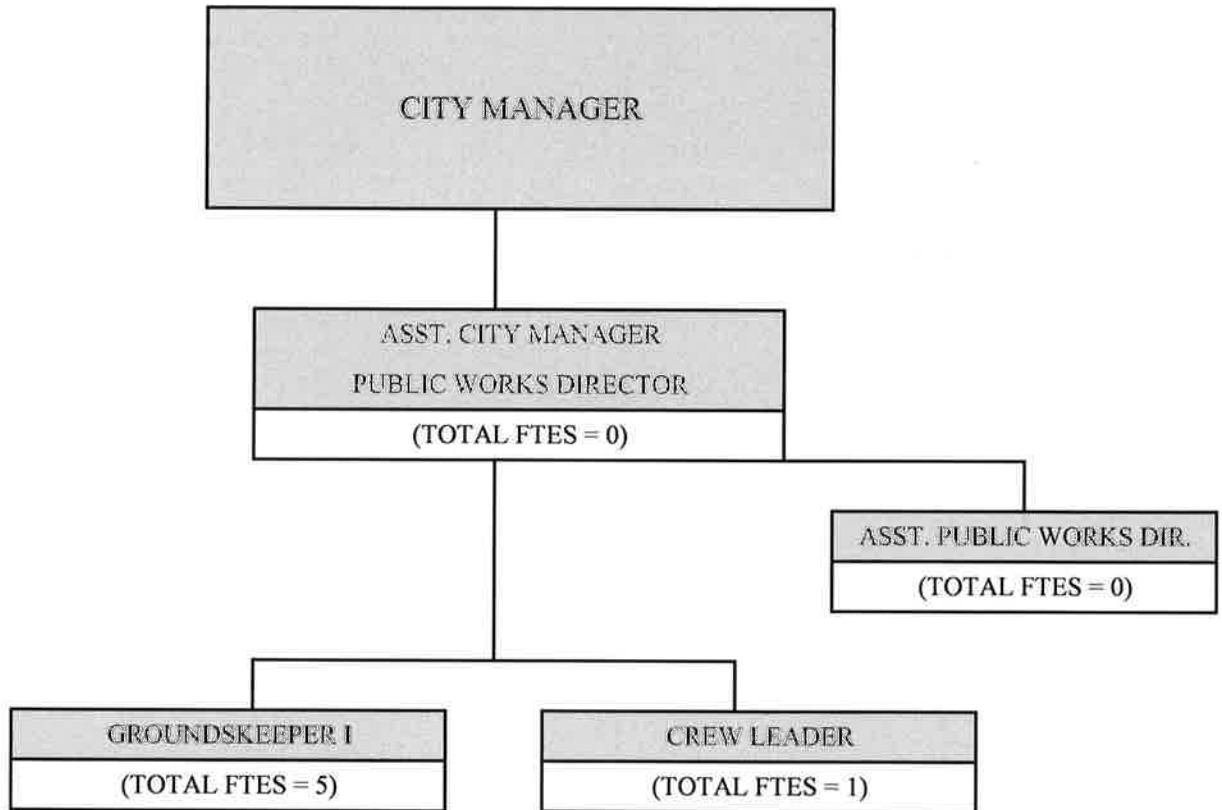 CITY MANAGER
ASST. CITY MANAGER
PUBLIC WORKS DIRECTOR
(TOTAL FTES = 0)
ASST. PUBLIC WORKS DIR.
(TOTAL FTES = 0)
GROUNDSKEEPER I
(TOTAL FTES = 5)
CREW LEADER
(TOTAL FTES = 1)